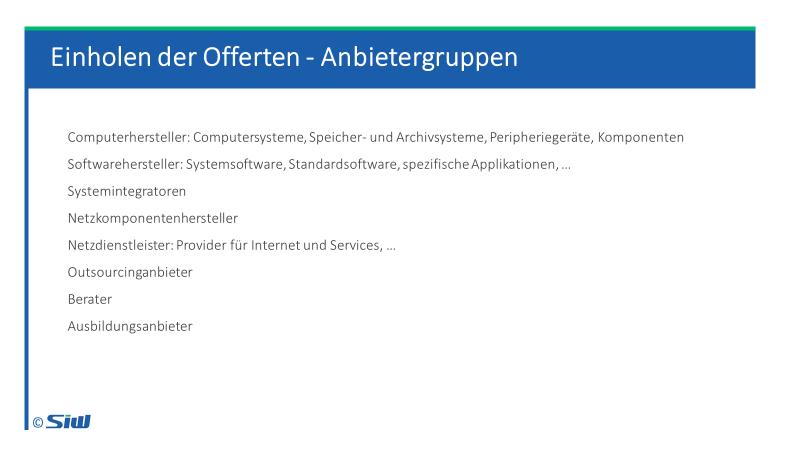 Einholen der Offerten - Anbietergruppen
Computerhersteller: Computersysteme, Speicher- und Archivsysteme, Peripheriegeräte, Komponenten
Softwarehersteller: Systemsoftware, Standardsoftware, spezifische Applikationen, ...
Systemintegratoren
Netzkomponentenhersteller
Netzdienstleister: Provider für Internet und Services, ...
Outsourcinganbieter
Berater
Ausbildungsanbieter
© SIW